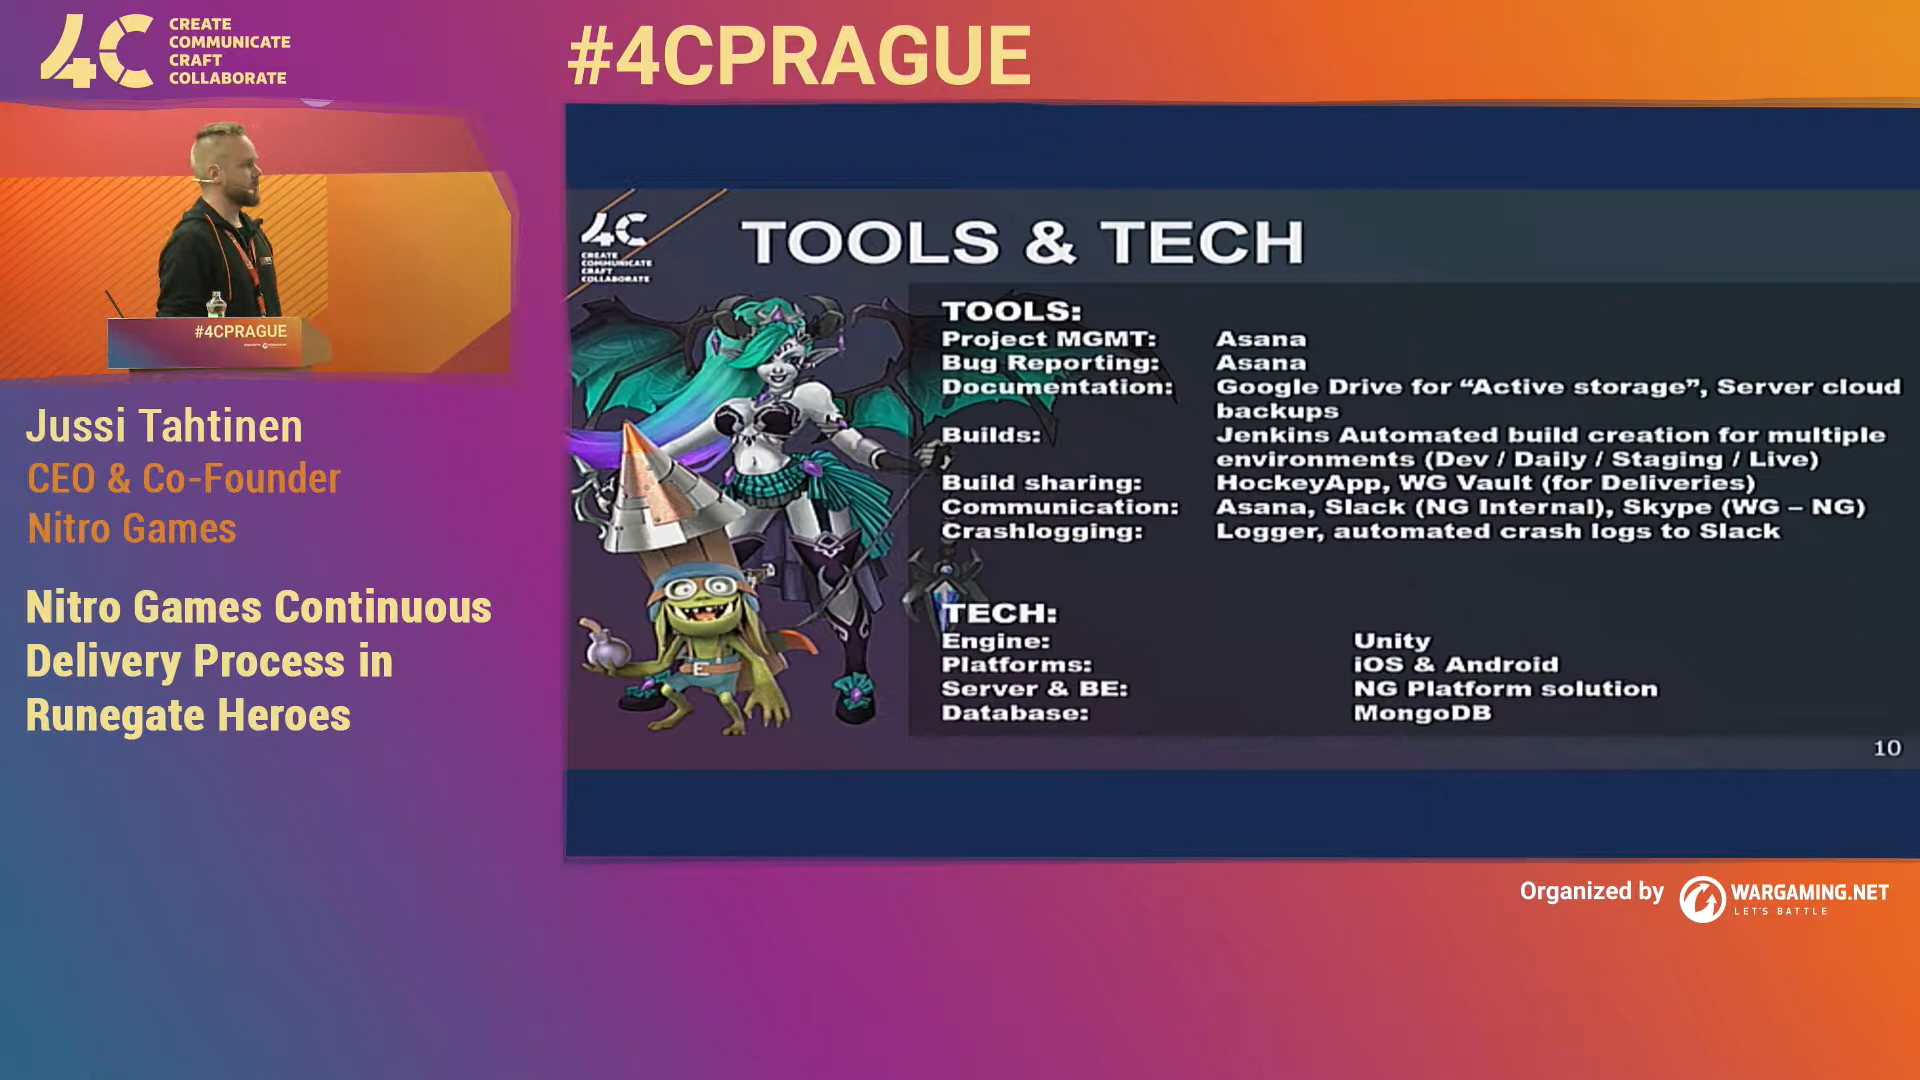 4C
CREATE
COMMUNICATE
CRAFT
COLLABORATE
#4CPRAGUE
#4CPRAGUE
Jussi Tahtinen
CEO & Co-Founder
Nitro Games
Nitro Games Continuous
Delivery Process in
Runegate Heroes
4C
CREATE
COMMUNICATE
CRAFT
COLLABORATE
TOOLS & TECH
TOOLS:
Project MGMT: Asana
Bug Reporting: Asana
Documentation: Google Drive for “Active storage”, Server cloud
backups
Builds: Jenkins Automated build creation for multiple
environments (Dev / Daily / Staging / Live)
Build sharing: HockeyApp, WG Vault (for Deliveries)
Communication: Asana, Slack (NG Internal), Skype (WG – NG)
Crashlogging: Logger, automated crash logs to Slack
TECH:
Engine: Unity
Platforms: iOS & Android
Server & BE: NG Platform solution
Database: MongoDB
10
Organized by
WARGAMING.NET
LET'S BATTLE